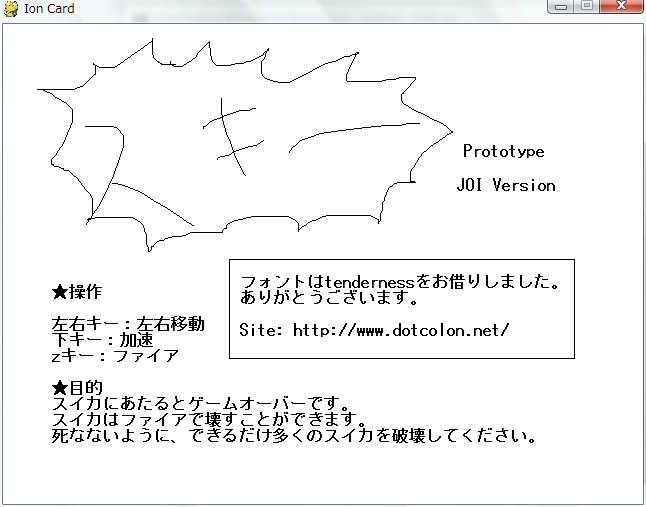 Ion Card
スキー
Prototype
JOI Version
フォントはtendernessをお借りしました。
ありがとうございます。
Site: http://www.dotcolon.net/
★操作
左右キー：左右移動
下キー：加速
zキー：ファイア
★目的
スイカにあたるとゲームオーバーです。
スイカはファイアで壊すことができます。
死なないように、できるだけ多くのスイカを破壊してください。